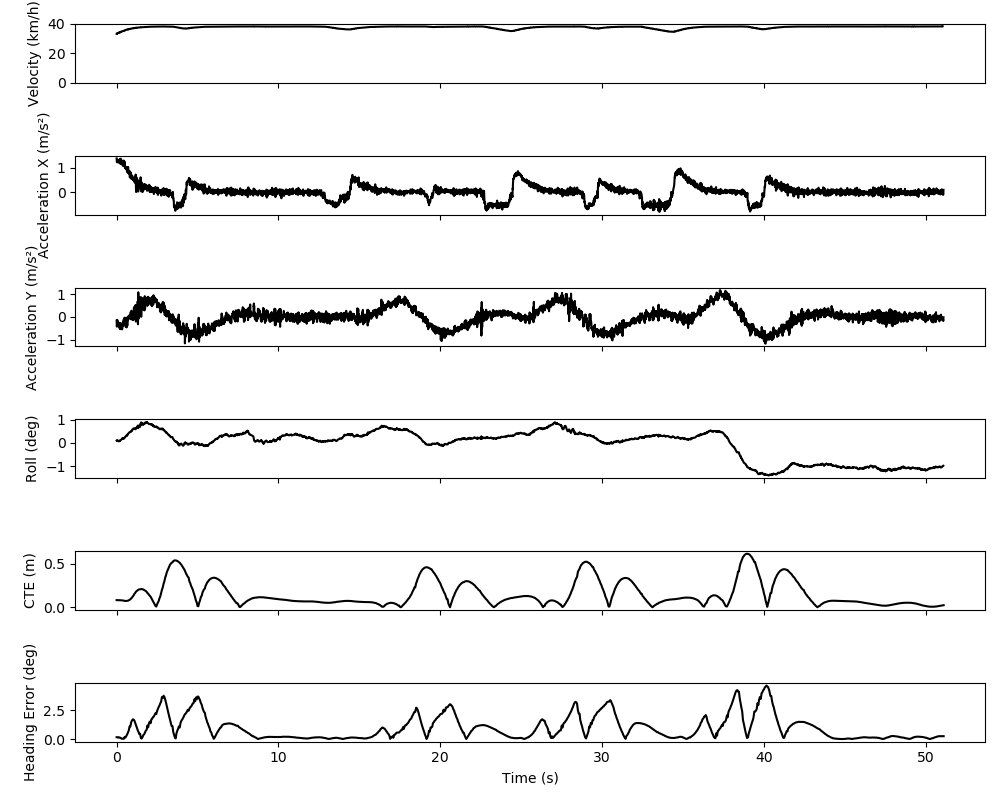 Velocity (km/h)
40
20
0
Acceleration X (m/s²)
1
0
Acceleration Y (m/s²)
1
0
−1
Roll (deg)
1
0
−1
CTE (m)
0.5
0.0
Heading Error (deg)
2.5
0.0
0 10 20 30 40 50
Time (s)